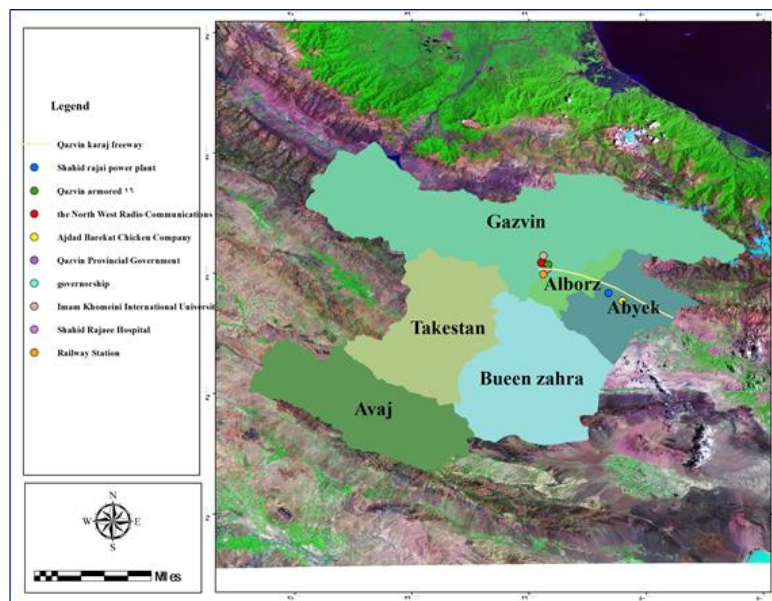 Legend
Qazvin karaj freeway
Shahid rajai power plant
Qazvin armored ١٦
the North West Radio Communications
Ajdad Barekat Chicken Company
Qazvin Provincial Government
governorship
Imam Khomeini International Universit
Shahid Rajaee Hospital
Railway Station
N
W E
S
Miles
Gazvin
Alborz
Abyek
Takestan
Bueen zahra
Avaj